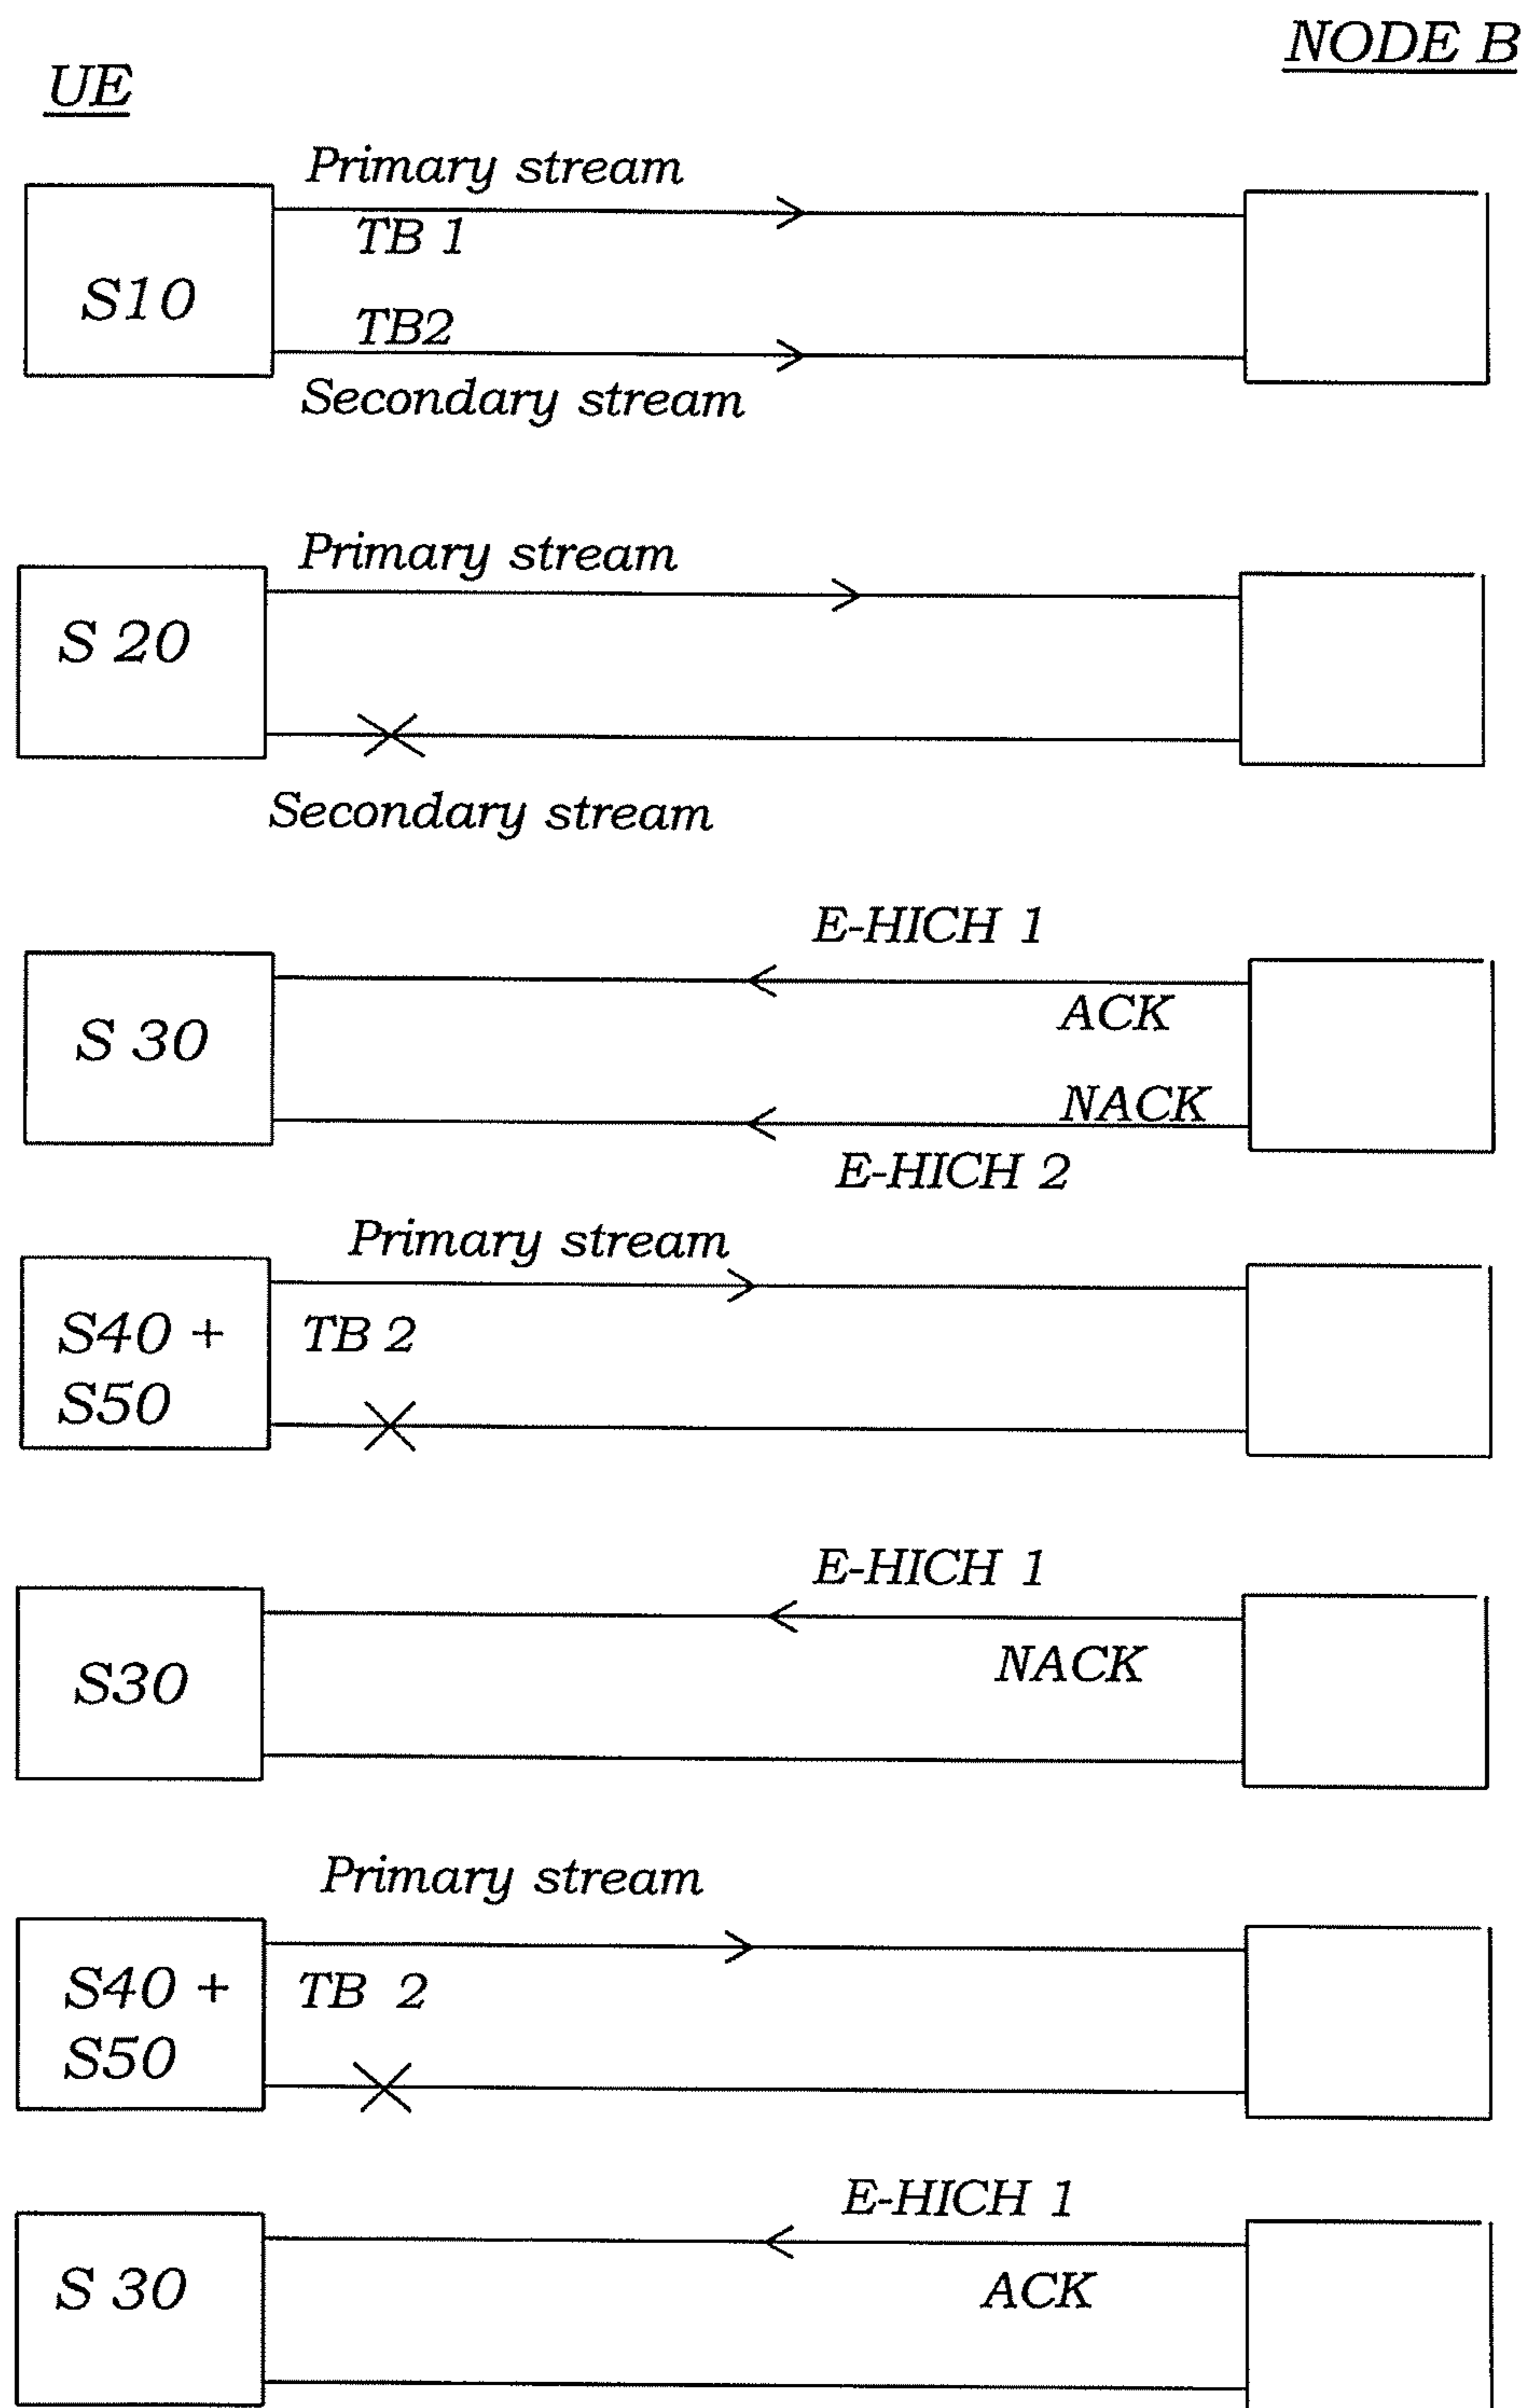 UE
NODE B
Primary stream
TB 1
S10
TB2
Secondary stream
Primary stream
S 20
Secondary stream
E-HICH 1
ACK
S 30
NACK
E-HICH 2
Primary stream
S40 +
S50
TB 2
E-HICH 1
NACK
S30
Primary stream
S40 +
S50
TB 2
E-HICH 1
ACK
S 30